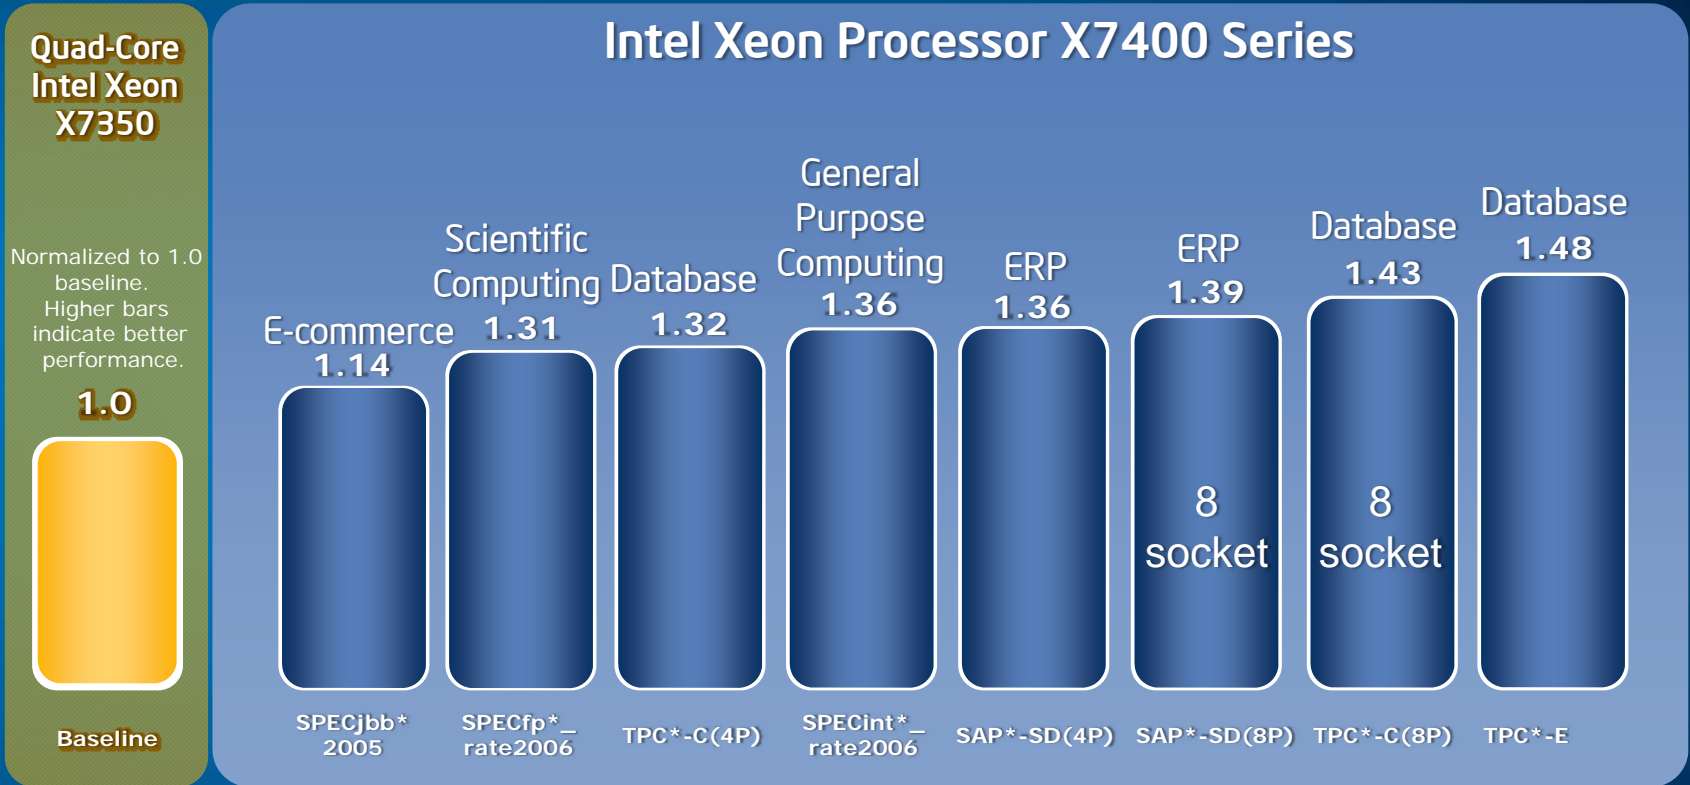 Quad-Core
Intel Xeon
X7350
Normalized to 1.0
baseline.
Higher bars
indicate better
performance.
1.0
Baseline
Intel Xeon Processor X7400 Series
E-commerce
1.14
SPECjbb*
2005
Scientific
Computing
1.31
SPECfp*_
rate2006
Database
1.32
TPC*-C(4P)
General
Purpose
Computing
1.36
SPECint*_
rate2006
ERP
1.36
SAP*-SD(4P)
ERP
1.39
8
socket
SAP*-SD(8P)
Database
1.43
8
socket
TPC*-C(8P)
Database
1.48
TPC*-E